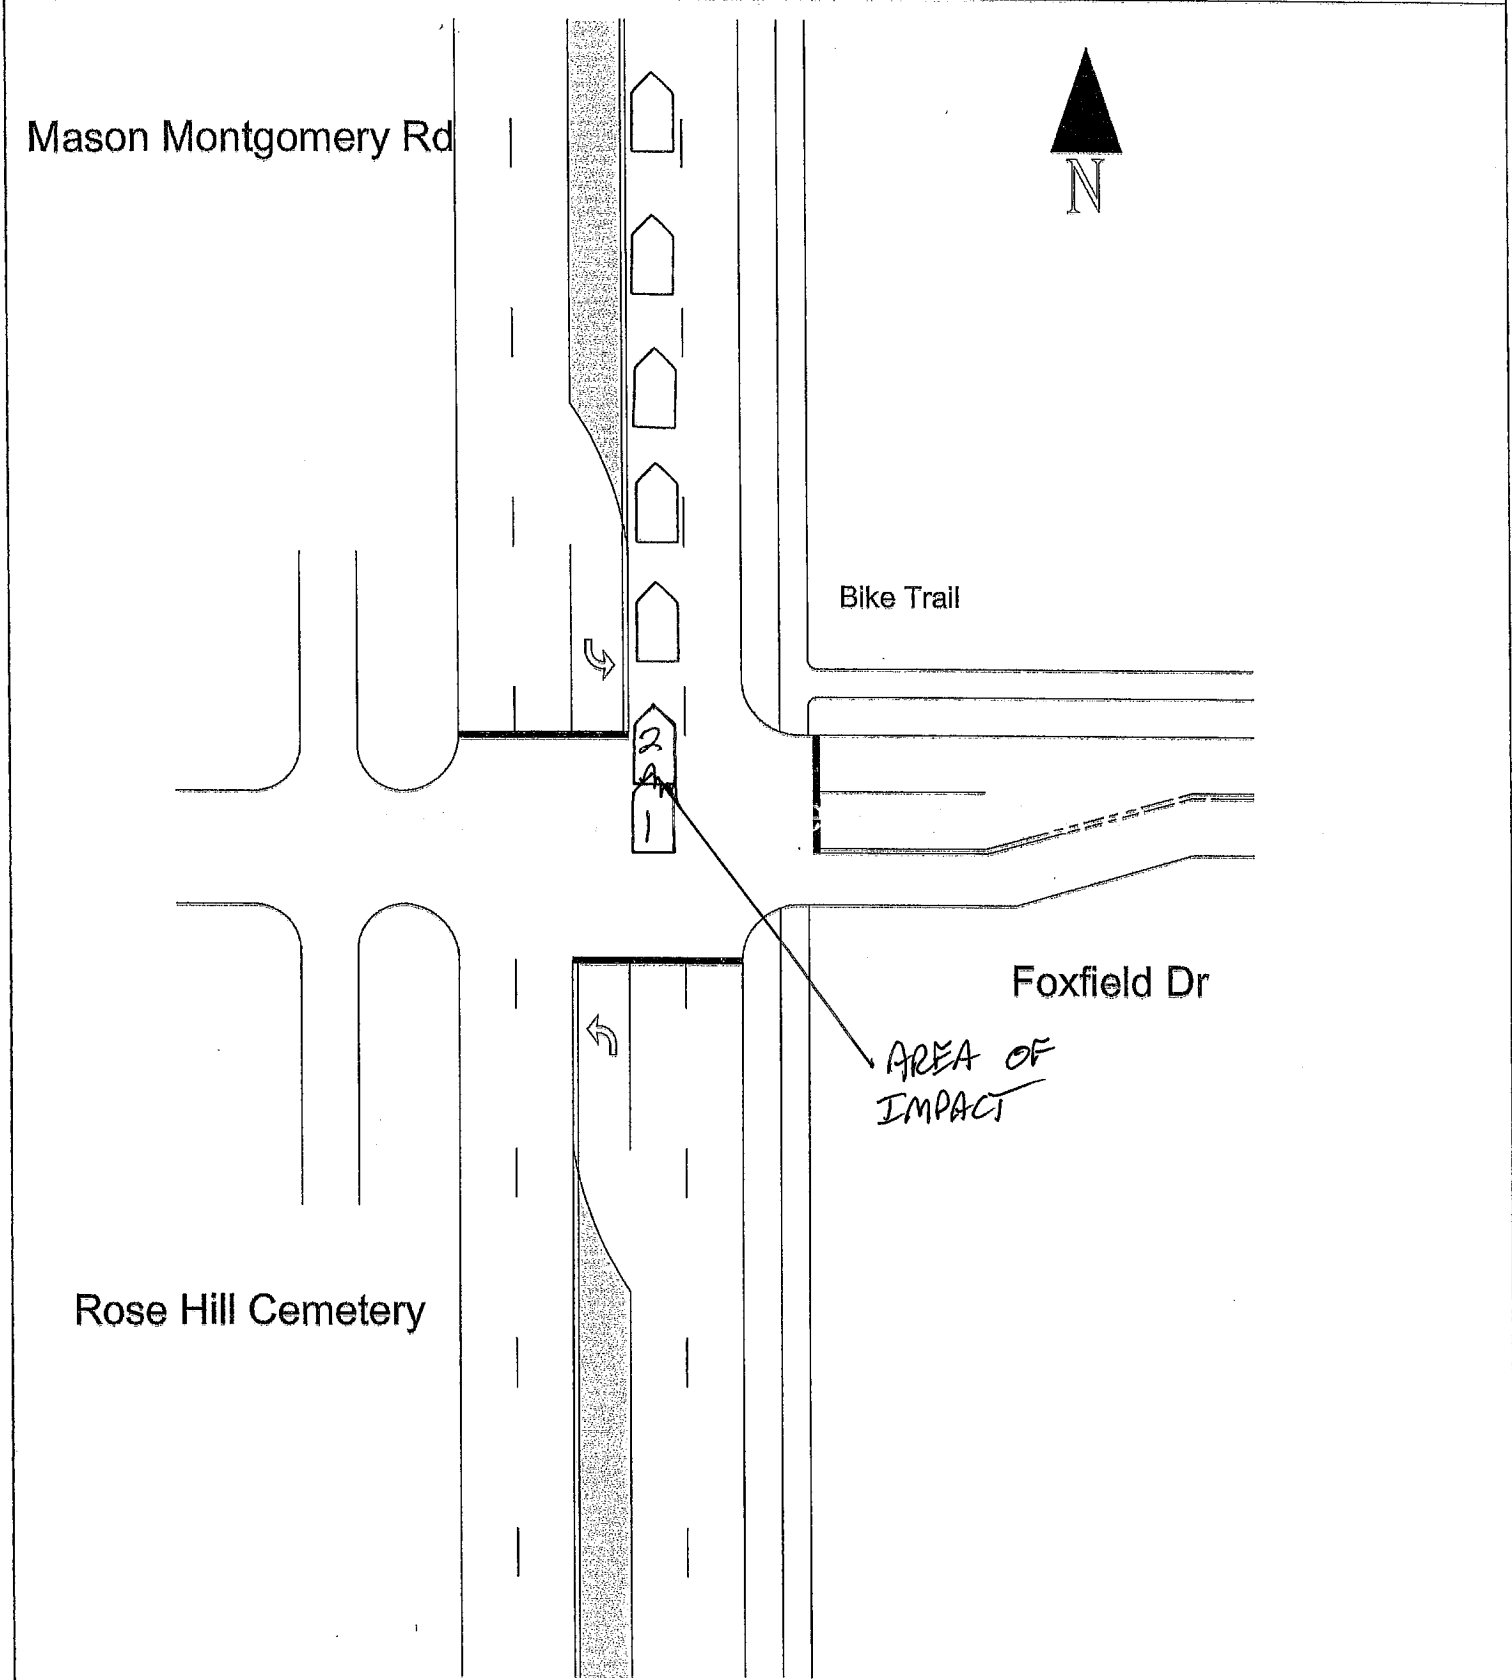 Mason Montgomery Rd
N
Bike Trail
2
1
Foxfield Dr
AREA OF
IMPACT
Rose Hill Cemetery